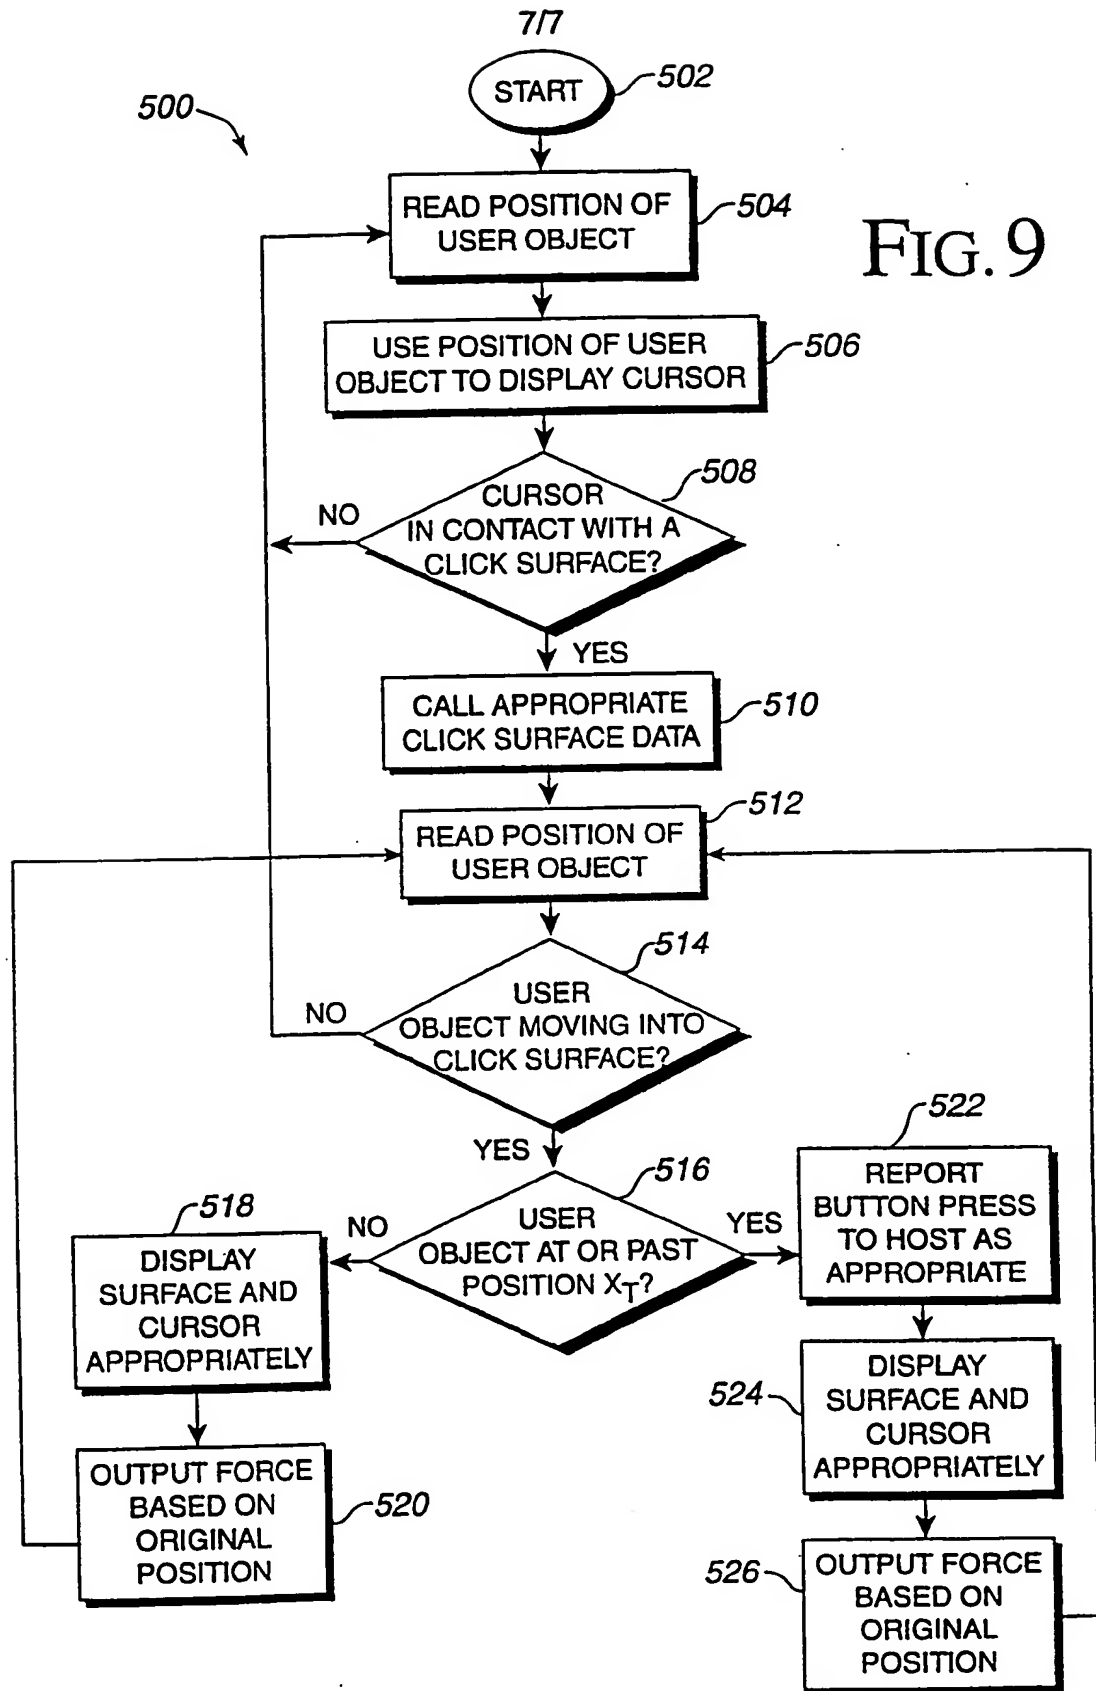 7/7
START
502
500
READ POSITION OF
USER OBJECT
504
FIG. 9
USE POSITION OF USER
OBJECT TO DISPLAY CURSOR
506
CURSOR
IN CONTACT WITH A
CLICK SURFACE?
508
NO
YES
CALL APPROPRIATE
CLICK SURFACE DATA
510
READ POSITION OF
USER OBJECT
512
USER
OBJECT MOVING INTO
CLICK SURFACE?
514
NO
YES
USER
OBJECT AT OR PAST
POSITION XT?
516
NO
YES
518
DISPLAY
SURFACE AND
CURSOR
APPROPRIATELY
OUTPUT FORCE
BASED ON
ORIGINAL
POSITION
520
522
REPORT
BUTTON PRESS
TO HOST AS
APPROPRIATE
524
DISPLAY
SURFACE AND
CURSOR
APPROPRIATELY
526
OUTPUT FORCE
BASED ON
ORIGINAL
POSITION